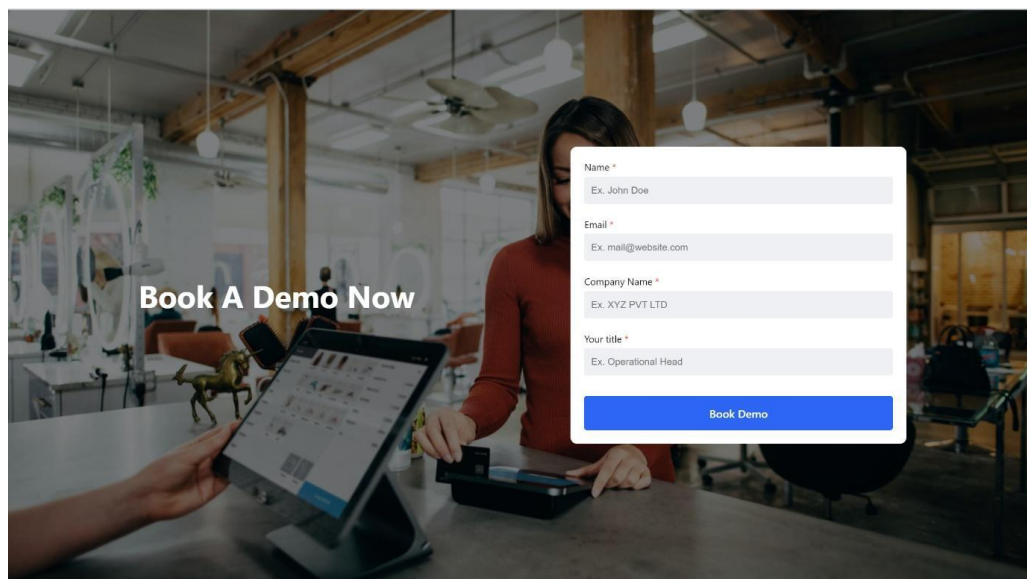 Book A Demo Now
Name *
Ex. John Doe
Email *
Ex. mail@website.com
Company Name *
Ex. XYZ PVT LTD
Your title *
Ex. Operational Head
Book Demo